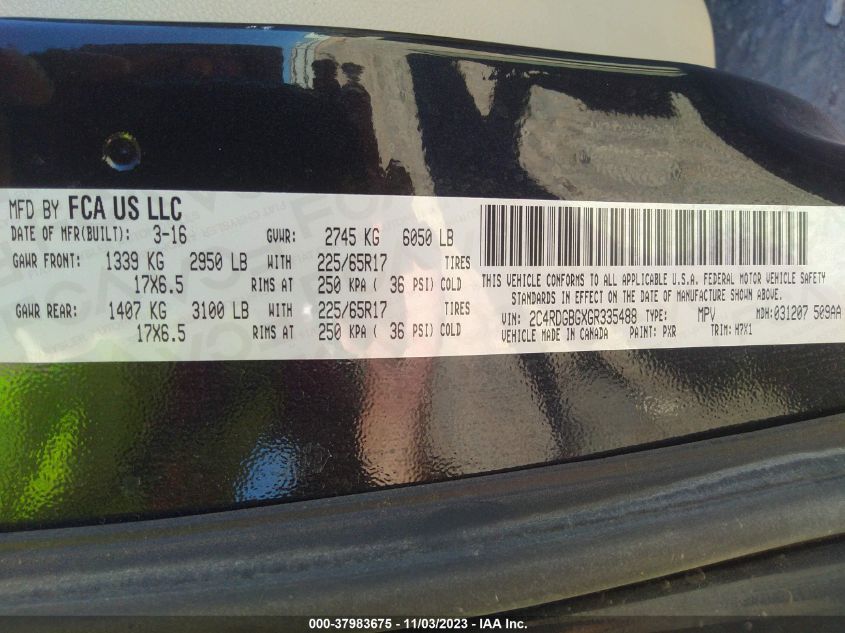 MFD BY FCA US LLC
DATE OF MFR(BUILT): 3-16 GVWR: 2745 KG 6050 LB
GAWR FRONT: 1339 KG 2950 LB WITH 225/65R17 TIRES
17X6.5 RIMS AT 250 KPA ( 36 PSI) COLD
GAWR REAR: 1407 KG 3100 LB WITH 225/65R17 TIRES
17X6.5 RIMS AT 250 KPA ( 36 PSI) COLD
THIS VEHICLE CONFORMS TO ALL APPLICABLE U.S.A. FEDERAL MOTOR VEHICLE SAFETY
STANDARDS IN EFFECT ON THE DATE OF MANUFACTURE SHOWN ABOVE.
VIN: 2C4RDGBGXGR335488 TYPE: MPV MDH:031207 509AA
VEHICLE MADE IN CANADA PAINT: PXR TRIM: H7X1
000-37983675 - 11/03/2023 - IAA Inc.